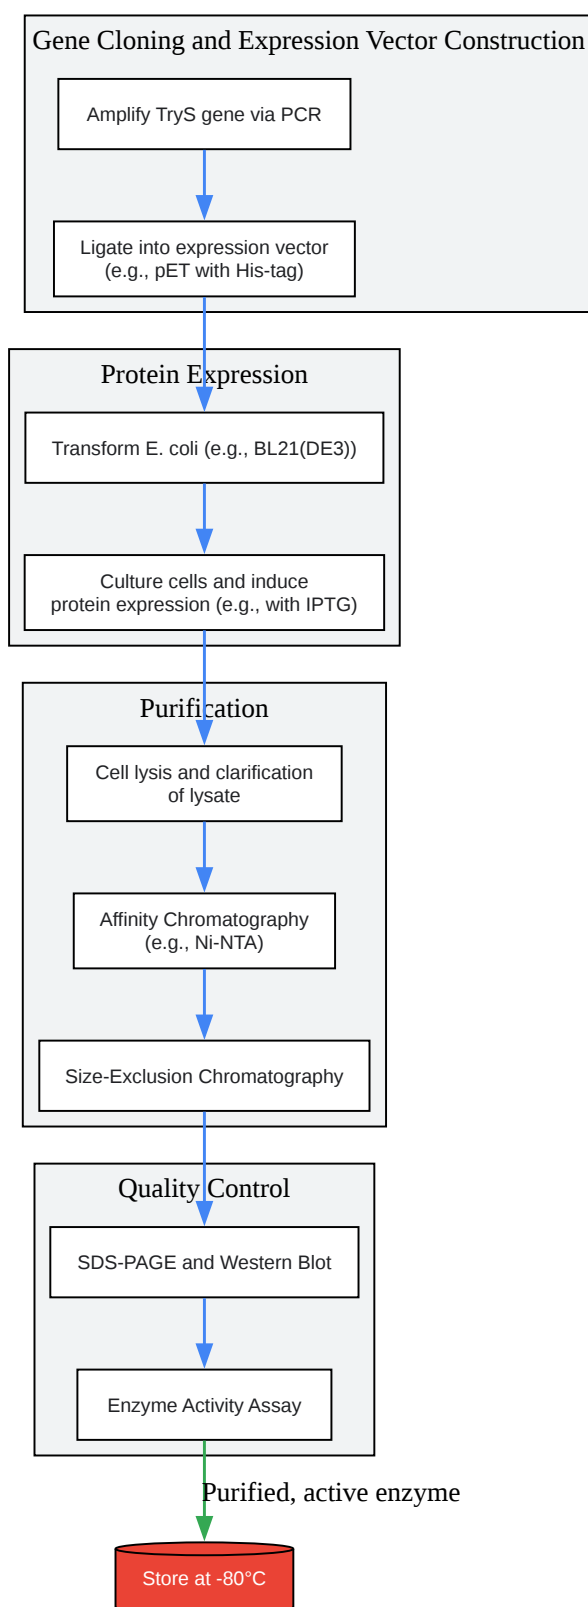 Gene Cloning and Expression Vector Construction
Amplify TryS gene via PCR
Ligate into expression vector
(e.g., pET with His-tag)
Protein Expression
Transform E. coli (e.g., BL21(DE3))
Culture cells and induce
protein expression (e.g., with IPTG)
Purification
Cell lysis and clarification
of lysate
Affinity Chromatography
(e.g., Ni-NTA)
Size-Exclusion Chromatography
Quality Control
SDS-PAGE and Western Blot
Enzyme Activity Assay
Purified, active enzyme
Store at -80°C